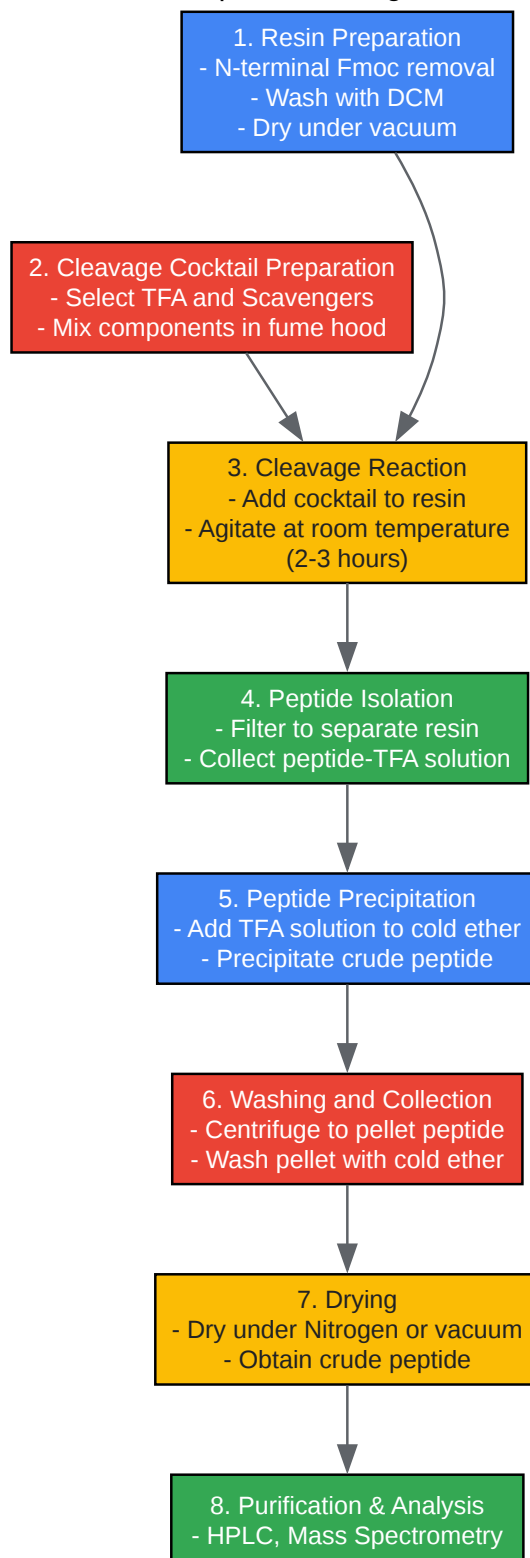 1. Resin Preparation
- N-terminal Fmoc removal
- Wash with DCM
- Dry under vacuum
2. Cleavage Cocktail Preparation
- Select TFA and Scavengers
- Mix components in fume hood
3. Cleavage Reaction
- Add cocktail to resin
- Agitate at room temperature
(2-3 hours)
4. Peptide Isolation
- Filter to separate resin
- Collect peptide-TFA solution
5. Peptide Precipitation
- Add TFA solution to cold ether
- Precipitate crude peptide
6. Washing and Collection
- Centrifuge to pellet peptide
- Wash pellet with cold ether
7. Drying
- Dry under Nitrogen or vacuum
- Obtain crude peptide
8. Purification & Analysis
- HPLC, Mass Spectrometry